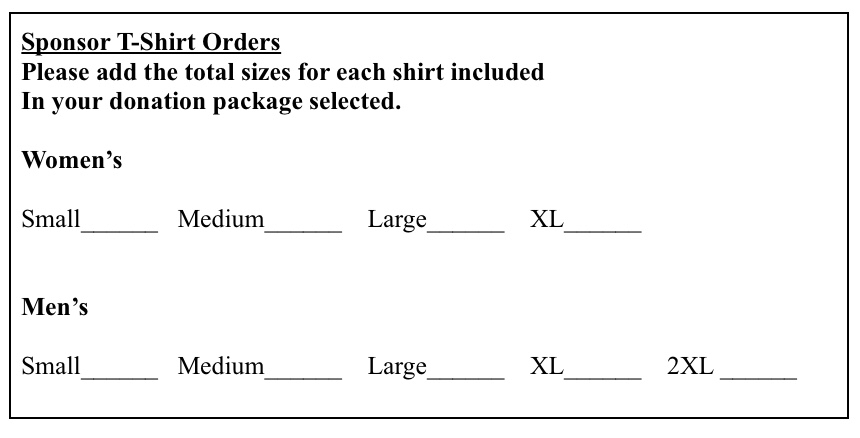 Sponsor T-Shirt Orders
Please add the total sizes for each shirt included
In your donation package selected.
Women’s
Small______ Medium______ Large______ XL______
Men’s
Small______ Medium______ Large______ XL______ 2XL ______